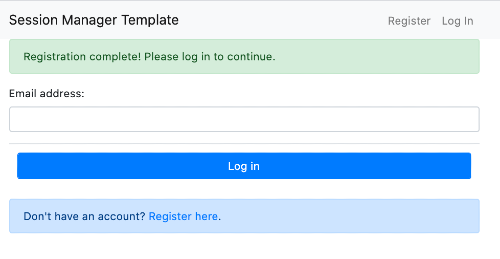 Session Manager Template
Register Log In
Registration complete! Please log in to continue.
Email address:
Log in
Don't have an account? Register here.